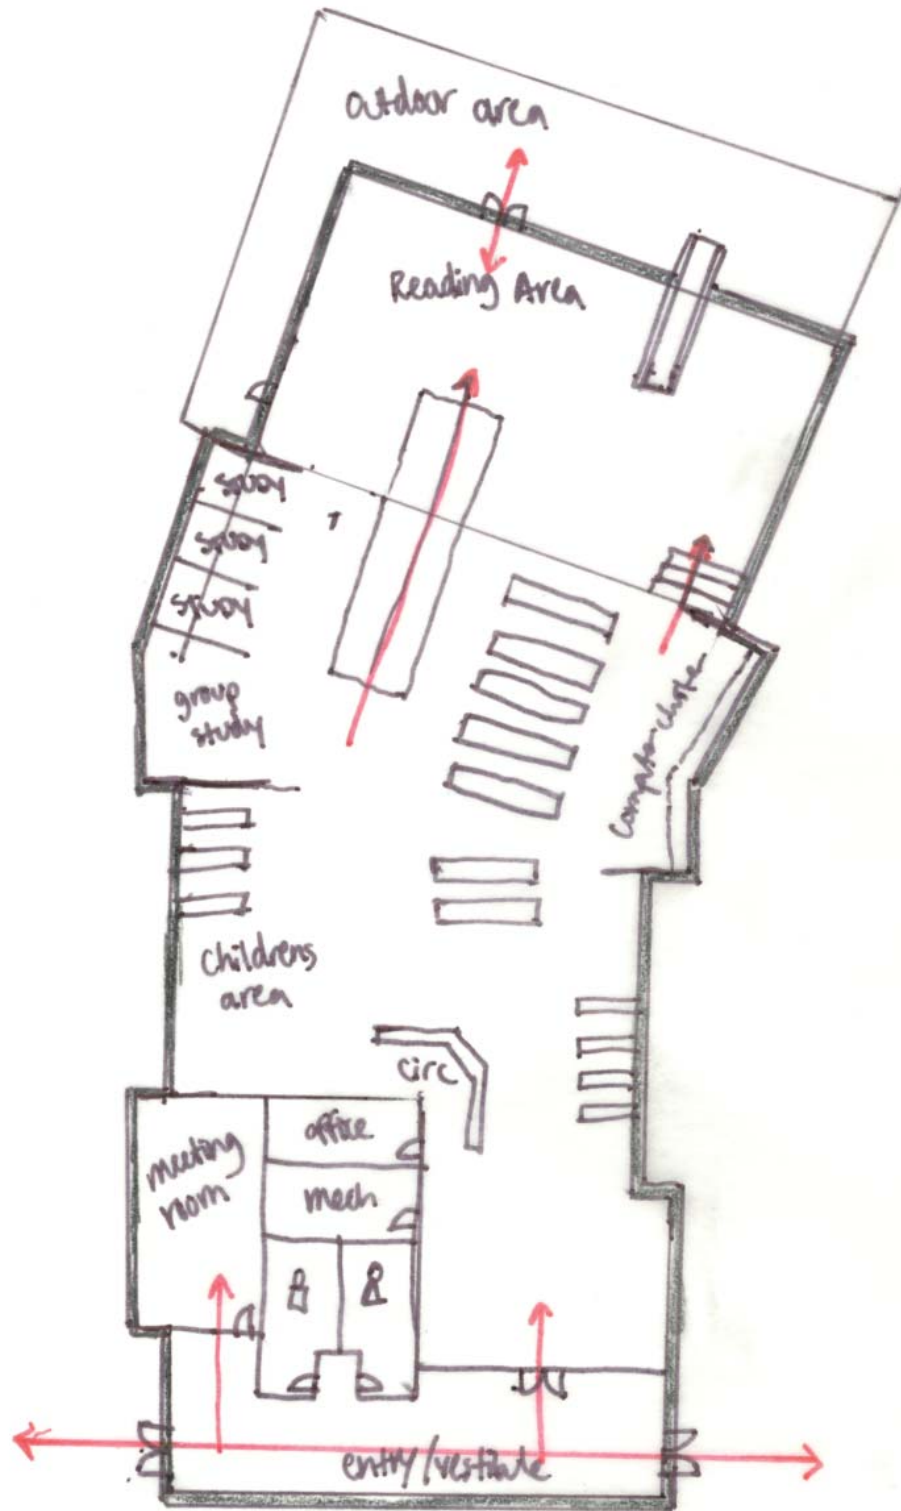 outdoor area
Reading Area
STUDY
STUDY
STUDY
group
study
computer cluster
childrens
area
circ
office
meeting
room
mech
entry/vestibule